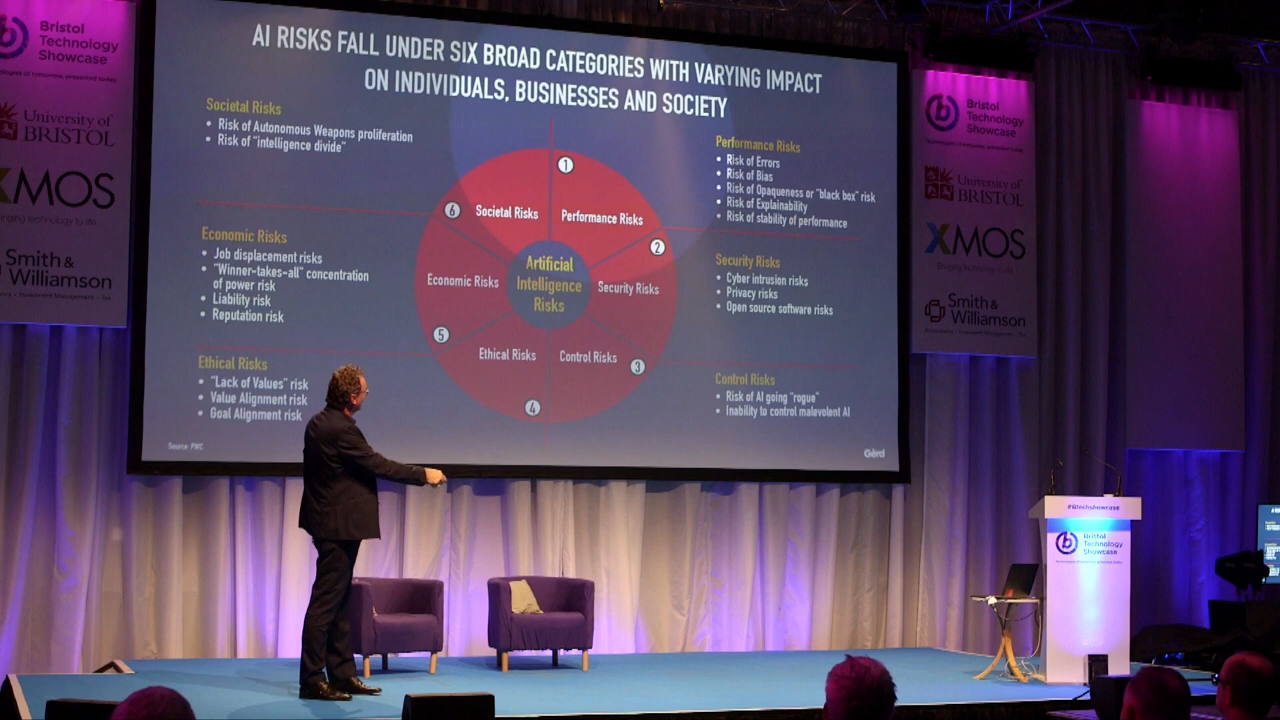 AI RISKS FALL UNDER SIX BROAD CATEGORIES WITH VARYING IMPACT
ON INDIVIDUALS, BUSINESSES AND SOCIETY
Societal Risks
• Risk of Autonomous Weapons proliferation
• Risk of "intelligence divide"
Economic Risks
• Job displacement risks
• "Winner-takes-all" concentration
of power risk
• Liability risk
• Reputation risk
Ethical Risks
• "Lack of Values" risk
• Value Alignment risk
• Goal Alignment risk
Source: PWC
1
Performance Risks
2
Security Risks
3
Control Risks
4
Ethical Risks
5
Economic Risks
6
Societal Risks
Artificial
Intelligence
Risks
Performance Risks
• Risk of Errors
• Risk of Bias
• Risk of Opaqueness or "black box" risk
• Risk of Explainability
• Risk of stability of performance
Security Risks
• Cyber intrusion risks
• Privacy risks
• Open source software risks
Control Risks
• Risk of AI going "rogue"
• Inability to control malevolent AI
Gerd
Bristol
Technology
Showcase
University of
BRISTOL
XMOS
Smith &
Williamson
b
Bristol
Technology
Showcase
University of
BRISTOL
XMOS
Bringing technology to life
Smith &
Williamson
#Btechshowcase
b
Bristol
Technology
Showcase